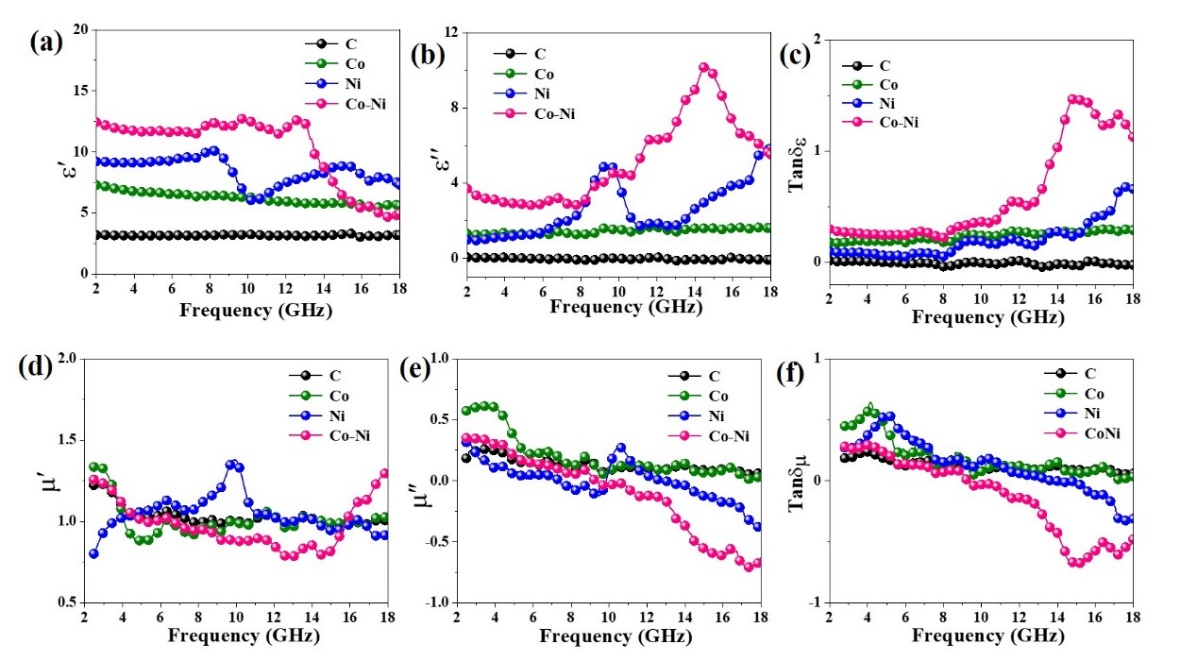 (a)
20
15
10
5
0
ε′
C
Co
Ni
Co-Ni
2 4 6 8 10 12 14 16 18
Frequency (GHz)
(b)
12
8
4
0
ε″
C
Co
Ni
Co-Ni
2 4 6 8 10 12 14 16 18
Frequency (GHz)
(c)
2
1
0
Tanδε
C
Co
Ni
Co-Ni
2 4 6 8 10 12 14 16 18
Frequency (GHz)
(d)
2.0
1.5
1.0
0.5
μ′
C
Co
Ni
Co-Ni
2 4 6 8 10 12 14 16 18
Frequency (GHz)
(e)
1.0
0.5
0.0
-0.5
-1.0
μ″
C
Co
Ni
Co-Ni
2 4 6 8 10 12 14 16 18
Frequency (GHz)
(f)
1
0
-1
Tanδμ
C
Co
Ni
CoNi
2 4 6 8 10 12 14 16 18
Frequency (GHz)